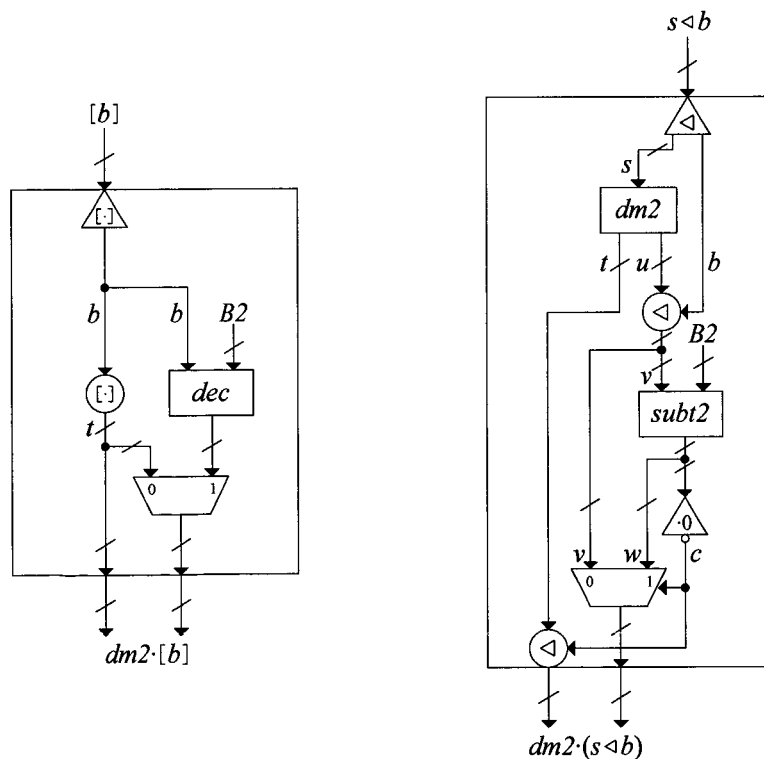 [b]
[·]
b b B2
[·] dec
t
0 1
dm2·[b]
s◁b
◁
s
dm2
t u b
◁
B2
v
subt2
·0
v w c
0 1
◁
dm2·(s◁b)